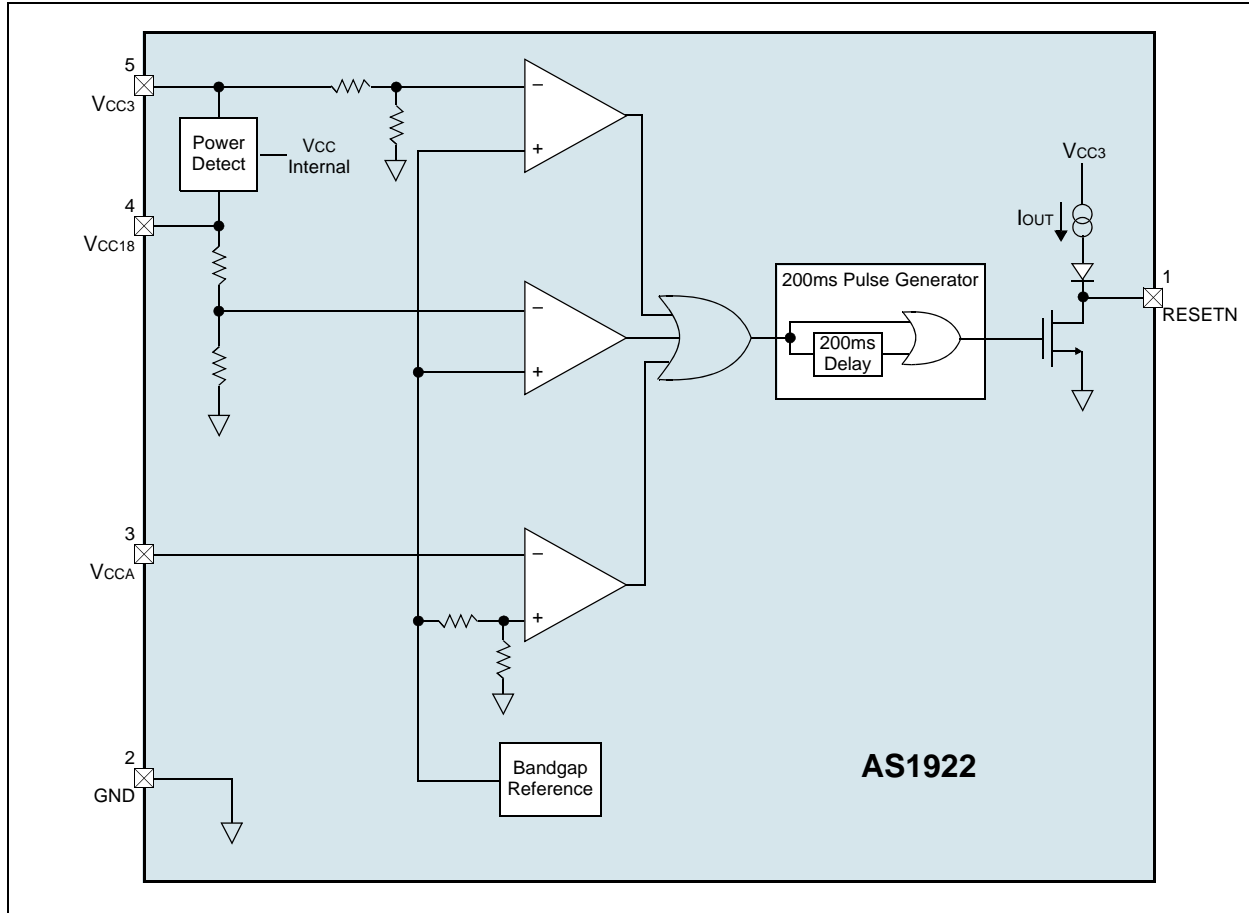 5
VCC3
Power
Detect
VCC
Internal
−
+
4
VCC18
−
+
VCC3
IOUT
200ms Pulse Generator
200ms
Delay
1
RESETN
3
VCCA
−
+
2
GND
Bandgap
Reference
AS1922